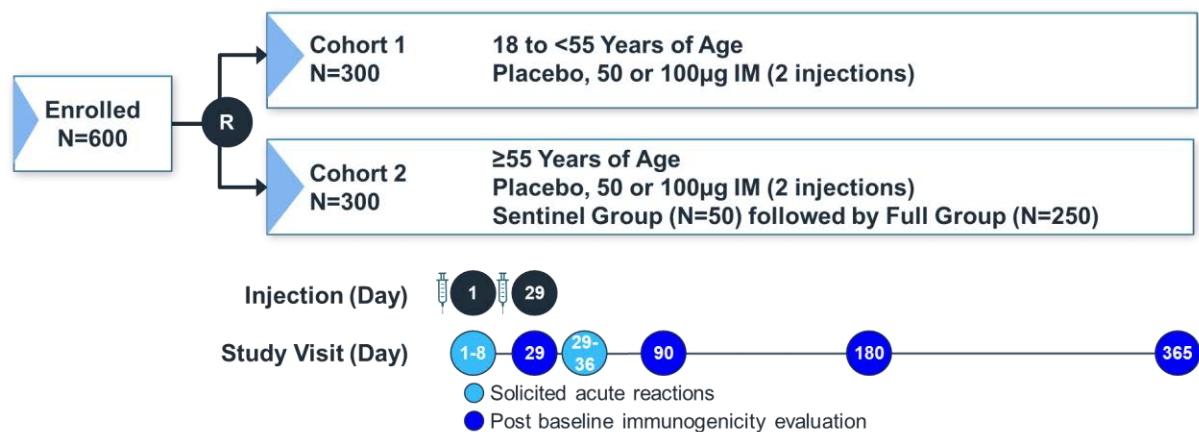 Enrolled
N=600
R
Cohort 1
N=300
18 to <55 Years of Age
Placebo, 50 or 100µg IM (2 injections)
Cohort 2
N=300
≥55 Years of Age
Placebo, 50 or 100µg IM (2 injections)
Sentinel Group (N=50) followed by Full Group (N=250)
Injection (Day)
1
29
Study Visit (Day)
1-8
29
29-
36
90
180
365
Solicited acute reactions
Post baseline immunogenicity evaluation